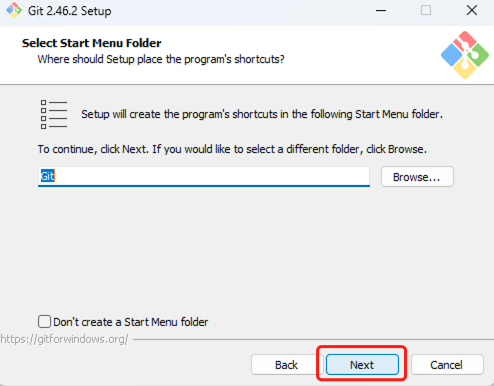 Git 2.46.2 Setup
Select Start Menu Folder
Where should Setup place the program's shortcuts?
Setup will create the program's shortcuts in the following Start Menu folder.
To continue, click Next. If you would like to select a different folder, click Browse.
Git
Browse...
Don't create a Start Menu folder
https://gitforwindows.org/
Back
Next
Cancel